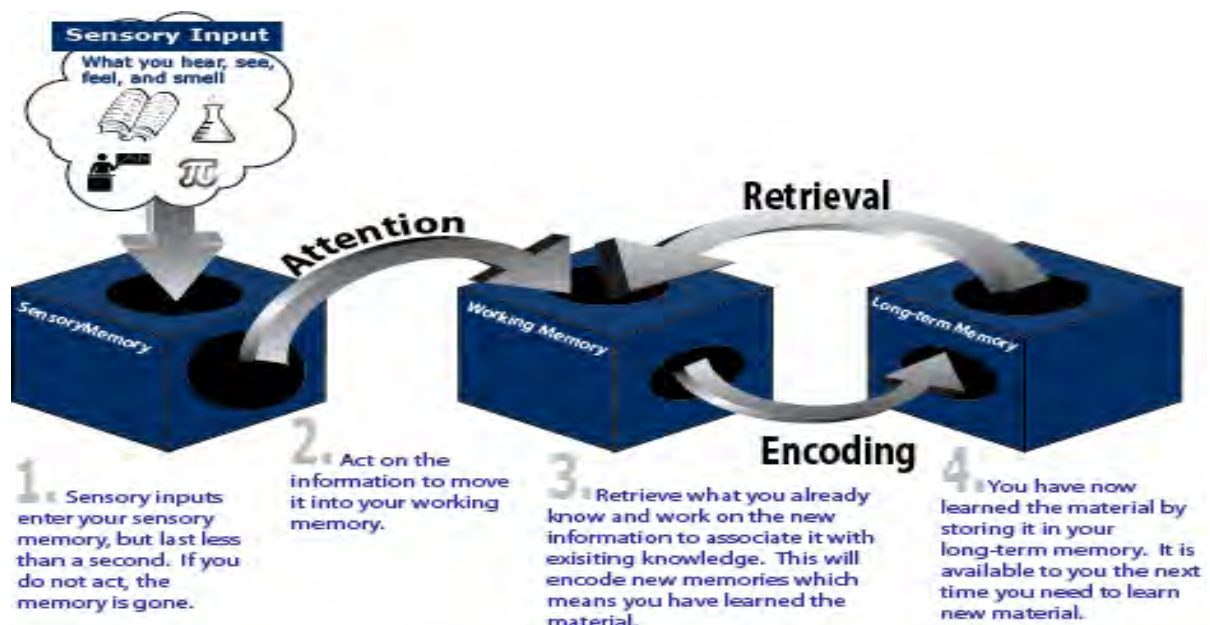 Sensory Input
What you hear, see,
feel, and smell
π
Attention
Retrieval
SensoryMemory
Working Memory
Long-term Memory
Encoding
1. Sensory inputs
enter your sensory
memory, but last less
than a second. If you
do not act, the
memory is gone.
2. Act on the
information to move
it into your working
memory.
3. Retrieve what you already
know and work on the new
information to associate it with
exisiting knowledge. This will
encode new memories which
means you have learned the
material.
4. You have now
learned the material by
storing it in your
long-term memory. It is
available to you the next
time you need to learn
new material.